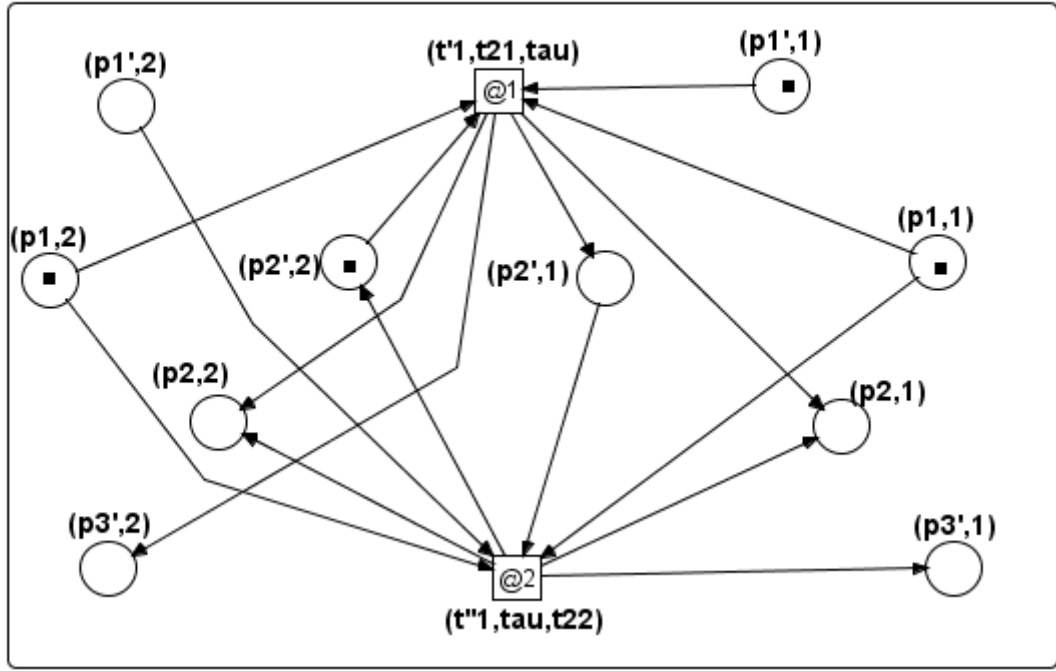 (t'1,t21,tau)
(p1',1)
(p1',2)
@1
(p1,1)
(p1,2)
(p2',2)
(p2',1)
(p2,2)
(p2,1)
(p3',2)
(p3',1)
@2
(t"1,tau,t22)